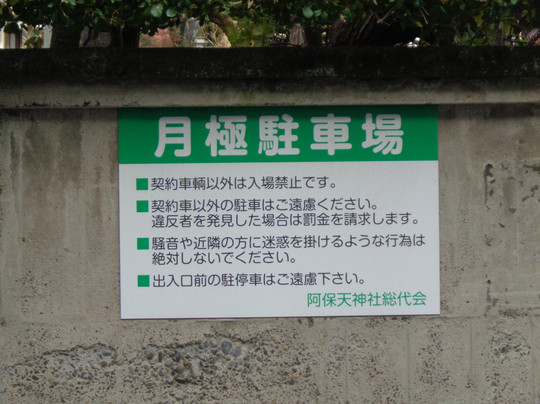 月極駐車場
■契約車輌以外は入場禁止です。
■契約車以外の駐車はご遠慮ください。
違反者を発見した場合は罰金を請求します。
■騒音や近隣の方に迷惑を掛けるような行為は
絶対しないでください。
■出入口前の駐停車はご遠慮下さい。
阿保天神社総代会